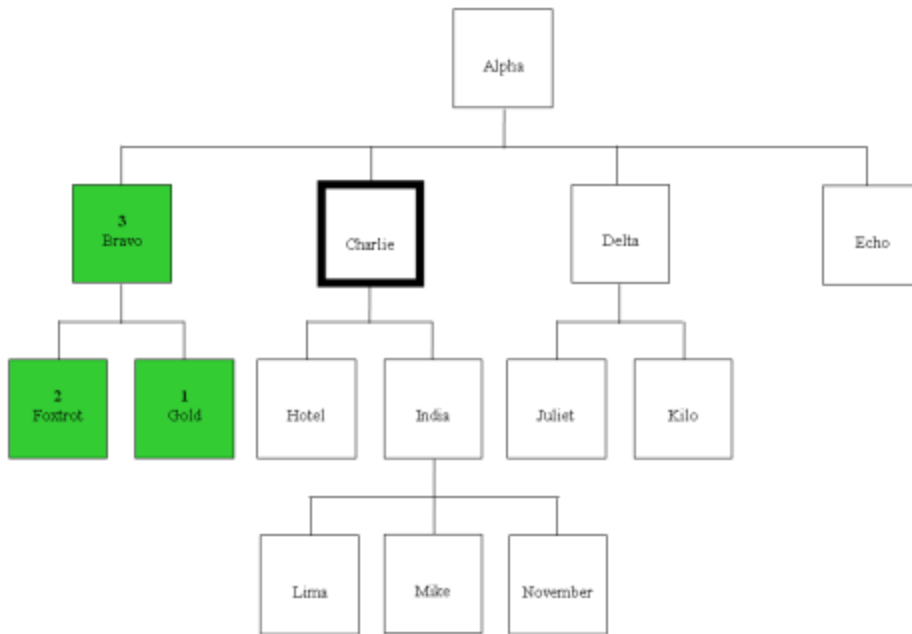 Alpha
3
Bravo
Charlie
Delta
Echo
2
Foxtrot
1
Gold
Hotel
India
Juliet
Kilo
Lima
Mike
November